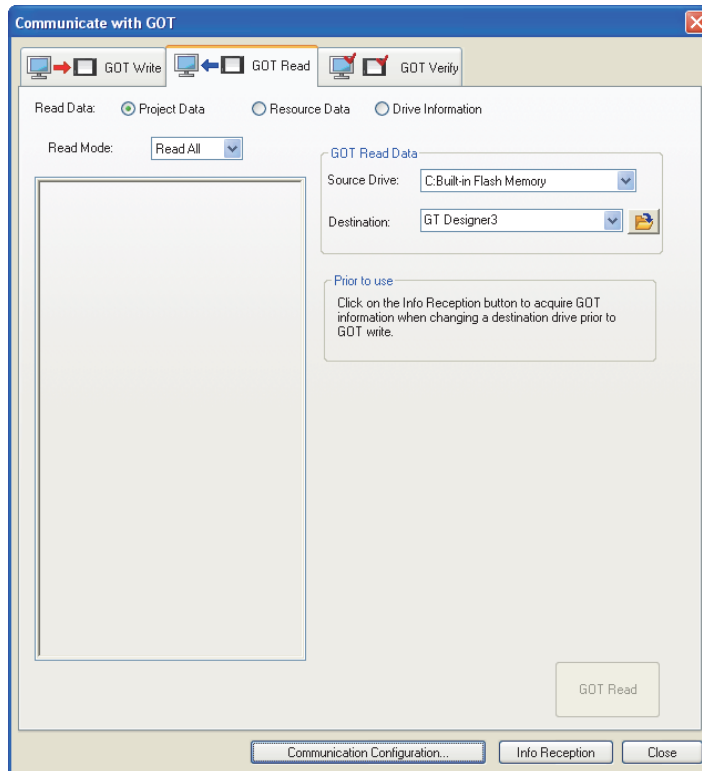 Communicate with GOT
GOT Write
GOT Read
GOT Verify
Read Data:
Project Data
Resource Data
Drive Information
Read Mode:
Read All
GOT Read Data
Source Drive:
C:Built-in Flash Memory
Destination:
GT Designer3
Prior to use
Click on the Info Reception button to acquire GOT
information when changing a destination drive prior to
GOT write.
GOT Read
Communication Configuration...
Info Reception
Close